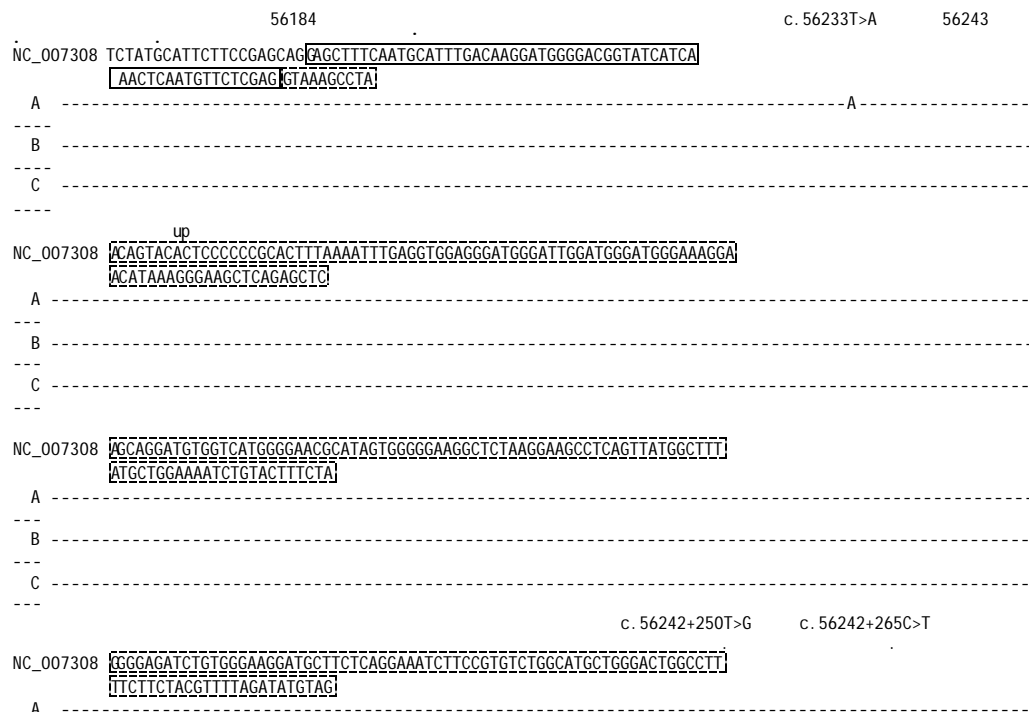 56184 c.56233T>A 56243
NC_007308 TCTATGCATTCTTCCGAGCAGGAGCTTTCAATGCATTTGACAAGGATGGGGACGGTATCATCA
AACTCAATGTTCTCGAGGTAAAGCCTA
A --------------------------------------------------------------------------------A-----------------
----
B --------------------------------------------------------------------------------------------------
----
C --------------------------------------------------------------------------------------------------
----
up
NC_007308 ACAGTACACTCCCCCCGCACTTTAAAATTTGAGGTGGAGGGATGGGATTGGATGGGATGGGAAAGGA
ACATAAAGGGAAGCTCAGAGCTC
A ---------------------------------------------------------------------------------------------------
---
B ---------------------------------------------------------------------------------------------------
---
C ---------------------------------------------------------------------------------------------------
---
NC_007308 AGCAGGATGTGGTCATGGGGAACGCATAGTGGGGGAAGGCTCTAAGGAAGCCTCAGTTATGGCTTT
ATGCTGGAAAATCTGTACTTTCTA
A ---------------------------------------------------------------------------------------------------
---
B ---------------------------------------------------------------------------------------------------
---
C ---------------------------------------------------------------------------------------------------
---
c.56242+250T>G c.56242+265C>T
NC_007308 GGGGAGATCTGTGGGAAGGATGCTTCTCAGGAAATCTTCCGTGTCTGGCATGCTGGGACTGGCCTT
TTCTTCTACGTTTTAGATATGTAG
A --------------------------------------------------------------------------------------------------